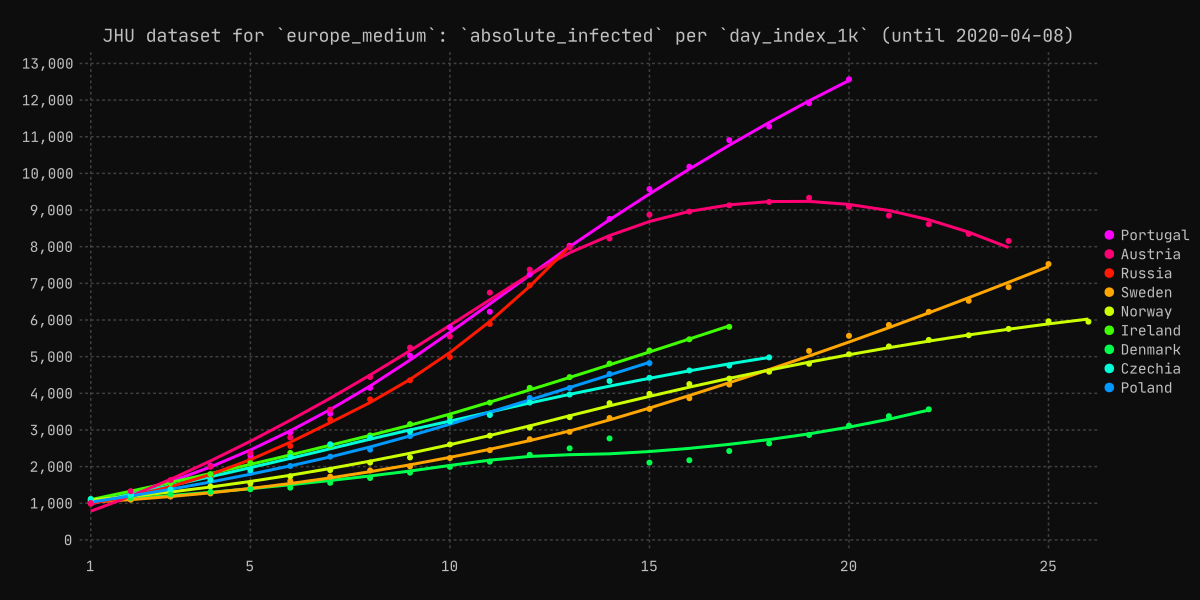 JHU dataset for `europe_medium`: `absolute_infected` per `day_index_1k` (until 2020-04-08)
13,000
12,000
11,000
10,000
9,000
8,000
7,000
6,000
5,000
4,000
3,000
2,000
1,000
0
1 5 10 15 20 25
Portugal
Austria
Russia
Sweden
Norway
Ireland
Denmark
Czechia
Poland